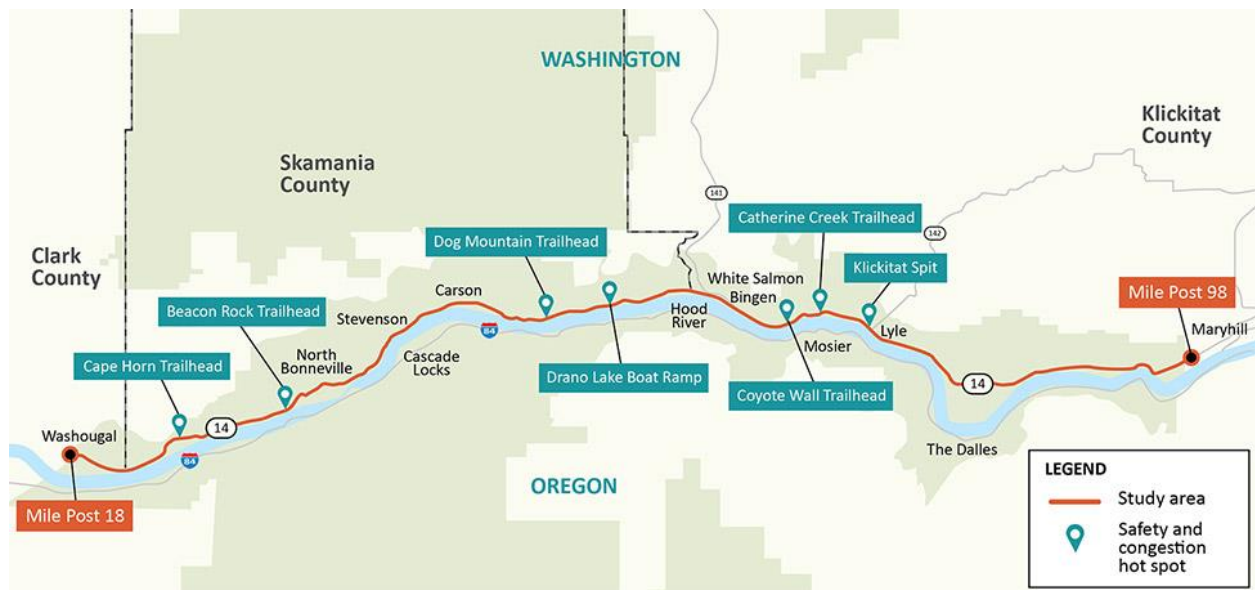 WASHINGTON
Klickitat
County
Skamania
County
141
Catherine Creek Trailhead
142
Dog Mountain Trailhead
Clark
County
Klickitat Spit
White Salmon
Bingen
Carson
Mile Post 98
Beacon Rock Trailhead
Stevenson
Hood
River
Lyle
Maryhill
84
Mosier
North
Bonneville
Cascade
Locks
Cape Horn Trailhead
Drano Lake Boat Ramp
14
Coyote Wall Trailhead
14
Washougal
The Dalles
84
OREGON
Mile Post 18
LEGEND
Study area
Safety and
congestion
hot spot